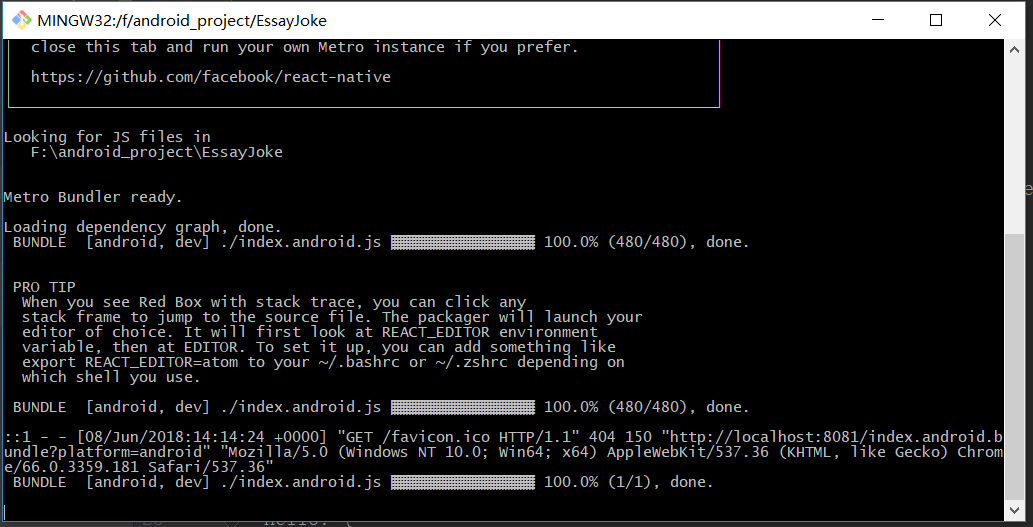 MINGW32:/f/android_project/EssayJoke
close this tab and run your own Metro instance if you prefer.
https://github.com/facebook/react-native
Looking for JS files in
F:\android_project\EssayJoke
Metro Bundler ready.
Loading dependency graph, done.
BUNDLE [android, dev] ./index.android.js ▓▓▓▓▓▓▓▓▓▓▓▓▓▓▓▓ 100.0% (480/480), done.
PRO TIP
When you see Red Box with stack trace, you can click any
stack frame to jump to the source file. The packager will launch your
editor of choice. It will first look at REACT_EDITOR environment
variable, then at EDITOR. To set it up, you can add something like
export REACT_EDITOR=atom to your ~/.bashrc or ~/.zshrc depending on
which shell you use.
BUNDLE [android, dev] ./index.android.js ▓▓▓▓▓▓▓▓▓▓▓▓▓▓▓▓ 100.0% (480/480), done.
::1 - - [08/Jun/2018:14:14:24 +0000] "GET /favicon.ico HTTP/1.1" 404 150 "http://localhost:8081/index.android.b
undle?platform=android" "Mozilla/5.0 (Windows NT 10.0; Win64; x64) AppleWebKit/537.36 (KHTML, like Gecko) Chrom
e/66.0.3359.181 Safari/537.36"
BUNDLE [android, dev] ./index.android.js ▓▓▓▓▓▓▓▓▓▓▓▓▓▓▓▓ 100.0% (1/1), done.